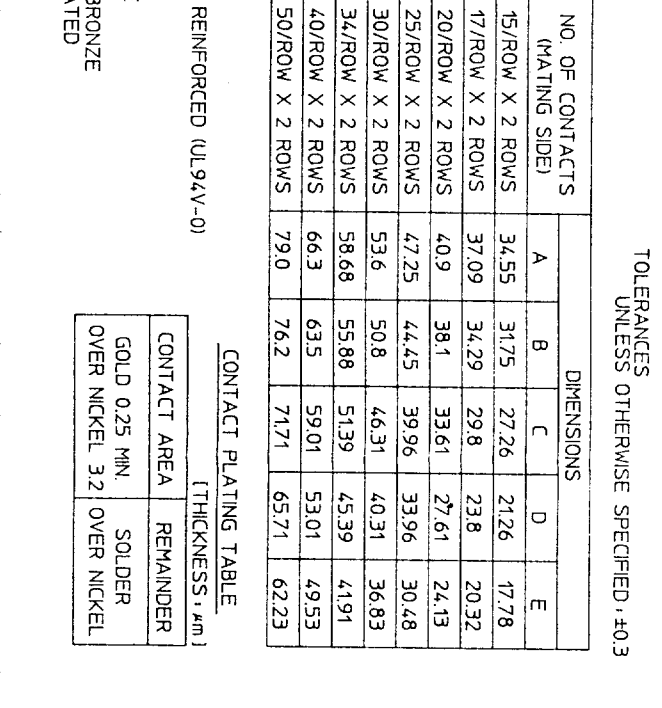 TOLERANCES
UNLESS OTHERWISE SPECIFIED: ±0.3
NO. OF CONTACTS (MATING SIDE) DIMENSIONS
A B C D E
15/ROW X 2 ROWS 34.55 31.75 27.26 21.26 17.78
17/ROW X 2 ROWS 37.09 34.29 29.8 23.8 20.32
20/ROW X 2 ROWS 40.9 38.1 33.61 27.61 24.13
25/ROW X 2 ROWS 47.25 44.45 39.96 33.96 30.48
30/ROW X 2 ROWS 53.6 50.8 46.31 40.31 36.83
34/ROW X 2 ROWS 58.68 55.88 51.39 45.39 41.91
40/ROW X 2 ROWS 66.3 63.5 59.01 53.01 49.53
50/ROW X 2 ROWS 79.0 76.2 71.71 65.71 62.23
REINFORCED (UL94V-0)
BRONZE
ATED
CONTACT PLATING TABLE
[THICKNESS: μm]
CONTACT AREA REMAINDER
GOLD 0.25 MIN. SOLDER
OVER NICKEL 3.2 OVER NICKEL